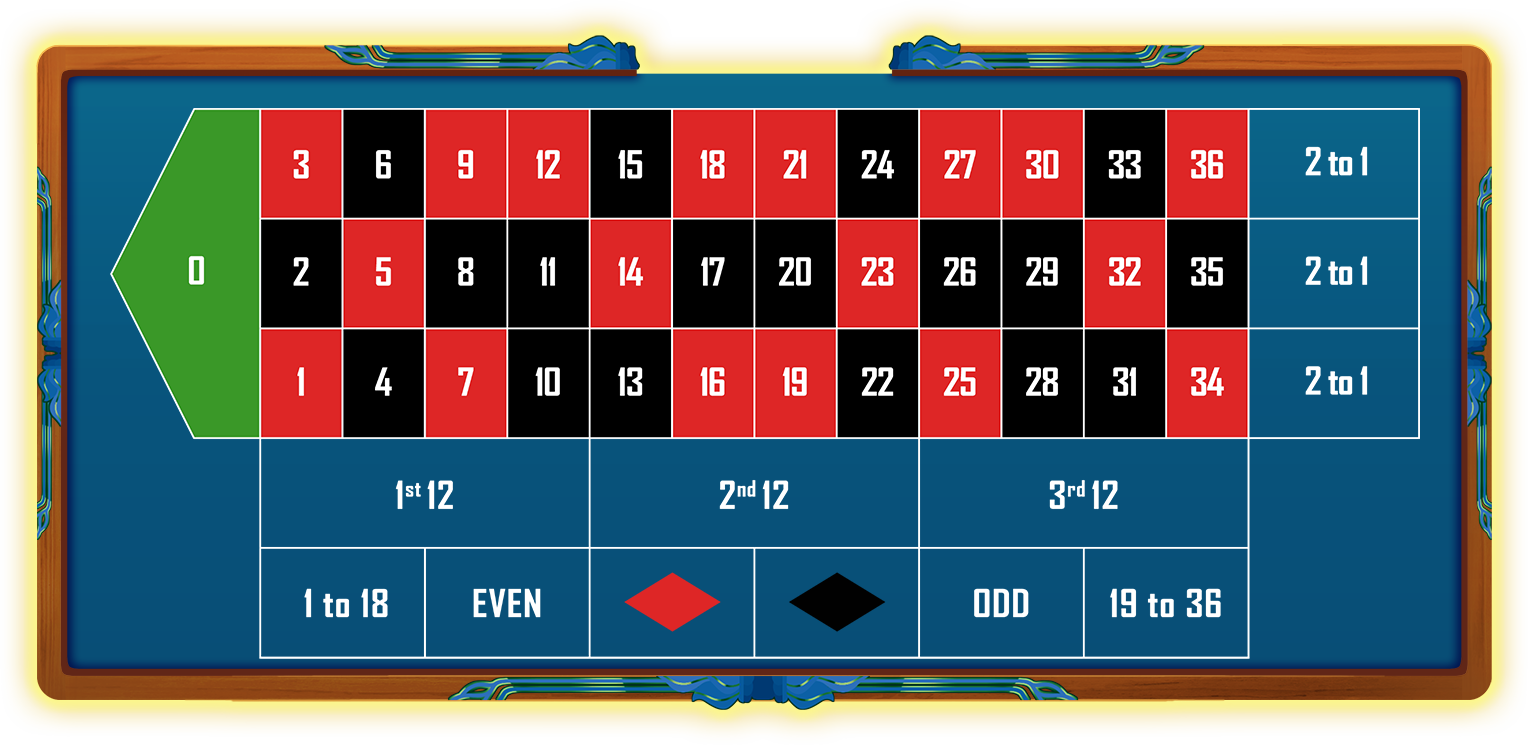 3 6 9 12 15 18 21 24 27 30 33 36 2 to 1
0 2 5 8 11 14 17 20 23 26 29 32 35 2 to 1
1 4 7 10 13 16 19 22 25 28 31 34 2 to 1
1st 12 2nd 12 3rd 12
1 to 18 EVEN ODD 19 to 36